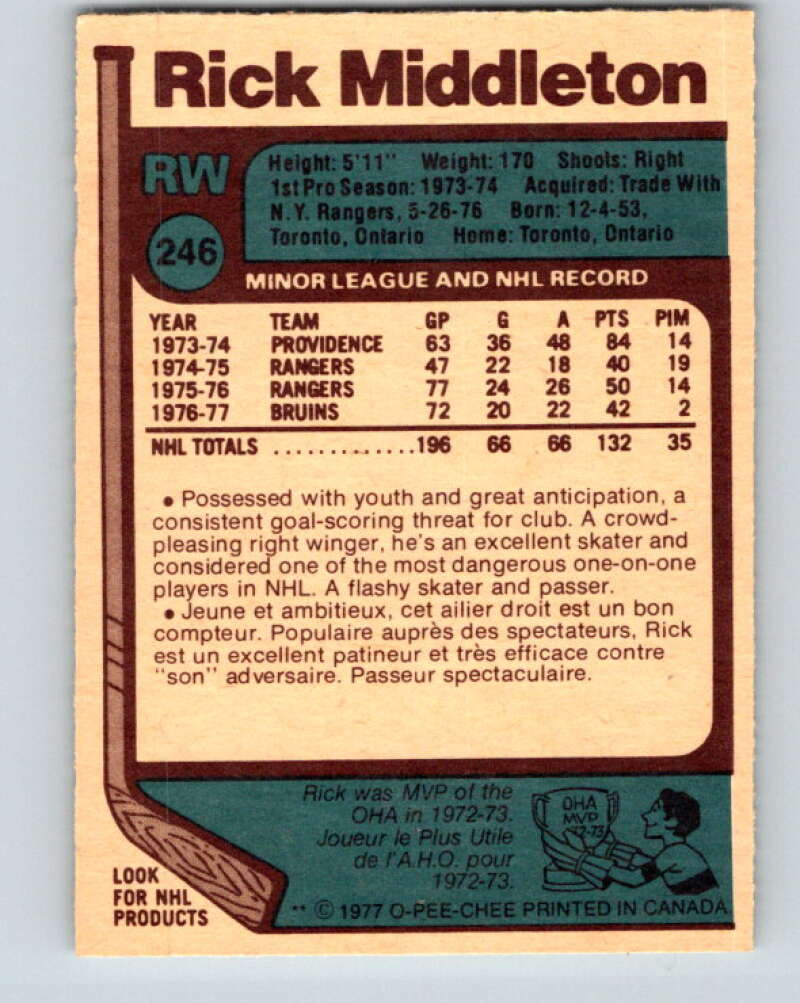 Rick Middleton
RW
Height: 5'11" Weight: 170 Shoots: Right
1st Pro Season: 1973-74 Acquired: Trade With
N.Y. Rangers, 5-26-76 Born: 12-4-53,
Toronto, Ontario Home: Toronto, Ontario
246
MINOR LEAGUE AND NHL RECORD
YEAR TEAM GP G A PTS PIM
1973-74 PROVIDENCE 63 36 48 84 14
1974-75 RANGERS 47 22 18 40 19
1975-76 RANGERS 77 24 26 50 14
1976-77 BRUINS 72 20 22 42 2
NHL TOTALS ..............196 66 66 132 35
• Possessed with youth and great anticipation, a
consistent goal-scoring threat for club. A crowd-
pleasing right winger, he's an excellent skater and
considered one of the most dangerous one-on-one
players in NHL. A flashy skater and passer.
• Jeune et ambitieux, cet ailier droit est un bon
compteur. Populaire auprès des spectateurs, Rick
est un excellent patineur et très efficace contre
"son" adversaire. Passeur spectaculaire.
Rick was MVP of the
OHA in 1972-73.
Joueur le Plus Utile
de l'A.H.O. pour
1972-73.
OHA
MVP
72-73
LOOK
FOR NHL
PRODUCTS
** © 1977 O-PEE-CHEE PRINTED IN CANADA